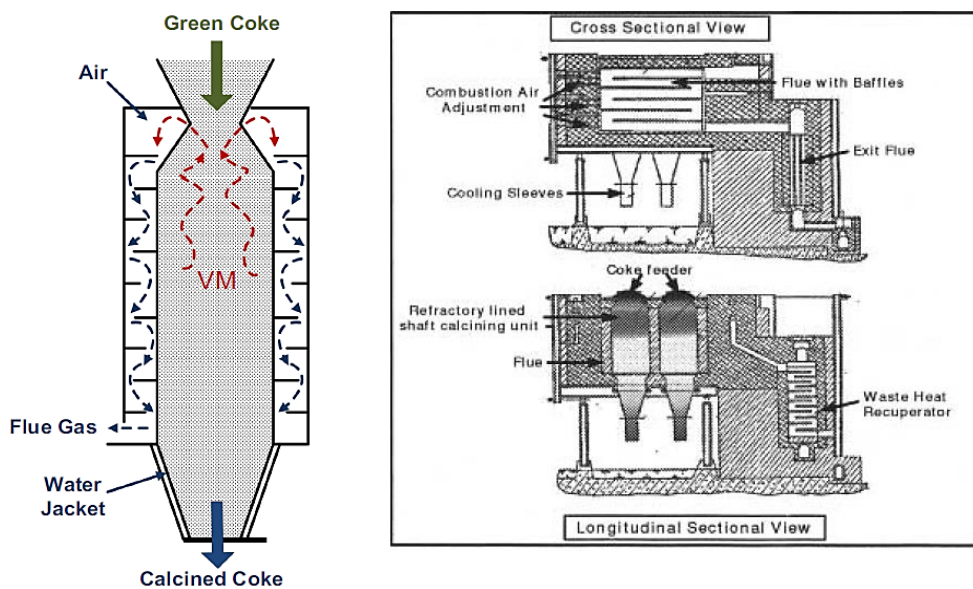 Green Coke
Air
VM
Flue Gas
Water
Jacket
Calcined Coke
Cross Sectional View
Combustion Air
Adjustment
Flue with Baffles
Exit Flue
Cooling Sleeves
Coke feeder
Refractory lined
shaft calcining unit
Flue
Waste Heat
Recuperator
Longitudinal Sectional View